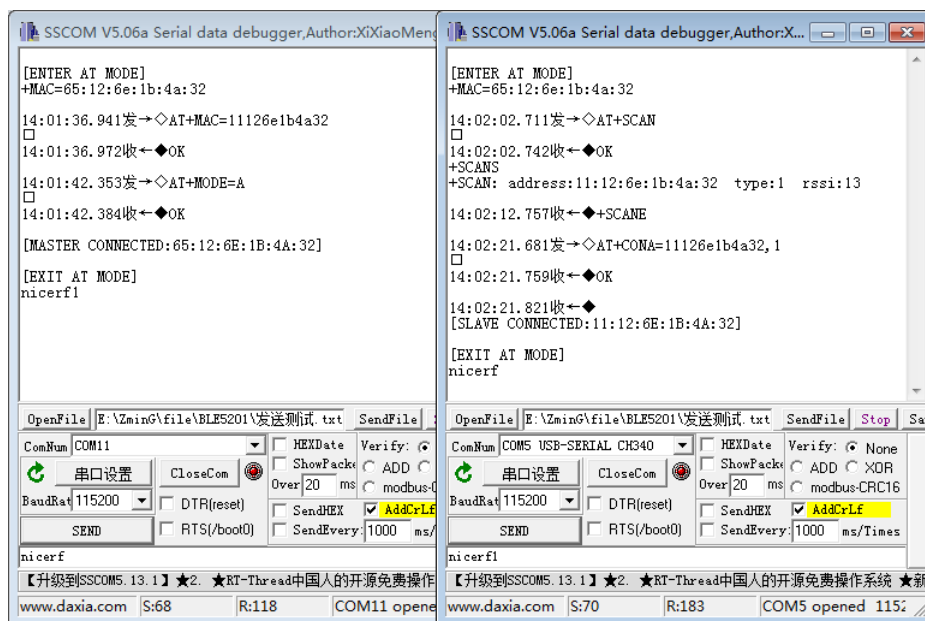 SSCOM V5.06a Serial data debugger,Author:XiXiaoMeng
[ENTER AT MODE]
+MAC=65:12:6e:1b:4a:32
14:01:36.941发→◇AT+MAC=11126e1b4a32
□
14:01:36.972收←◆OK
14:01:42.353发→◇AT+MODE=A
□
14:01:42.384收←◆OK
[MASTER CONNECTED:65:12:6E:1B:4A:32]
[EXIT AT MODE]
nicerf1
OpenFile E:\ZminG\file\BLE5201\发送测试.txt SendFile
ComNum COM11 HEXDate Verify:
串口设置 CloseCom ShowPacke ADD
Over 20 ms modbus-C
BaudRat 115200 DTR(reset) SendHEX AddCrLf
SEND RTS(/boot0) SendEvery: 1000 ms/
nicerf
【升级到SSCOM5.13.1】★2. ★RT-Thread中国人的开源免费操作
www.daxia.com S:68 R:118 COM11 opene
SSCOM V5.06a Serial data debugger,Author:X...
[ENTER AT MODE]
+MAC=65:12:6e:1b:4a:32
14:02:02.711发→◇AT+SCAN
□
14:02:02.742收←◆OK
+SCANS
+SCAN: address:11:12:6e:1b:4a:32 type:1 rssi:13
14:02:12.757收←◆+SCANE
14:02:21.681发→◇AT+CONA=11126e1b4a32,1
□
14:02:21.759收←◆OK
14:02:21.821收←◆
[SLAVE CONNECTED:11:12:6E:1B:4A:32]
[EXIT AT MODE]
nicerf
OpenFile E:\ZminG\file\BLE5201\发送测试.txt SendFile Stop Sa
ComNum COM5 USB-SERIAL CH340 HEXDate Verify: None
串口设置 CloseCom ShowPacke ADD XOR
Over 20 ms modbus-CRC16
BaudRat 115200 DTR(reset) SendHEX AddCrLf
SEND RTS(/boot0) SendEvery: 1000 ms/Times
nicerf1
【升级到SSCOM5.13.1】★2. ★RT-Thread中国人的开源免费操作系统 ★新
www.daxia.com S:70 R:183 COM5 opened 1152